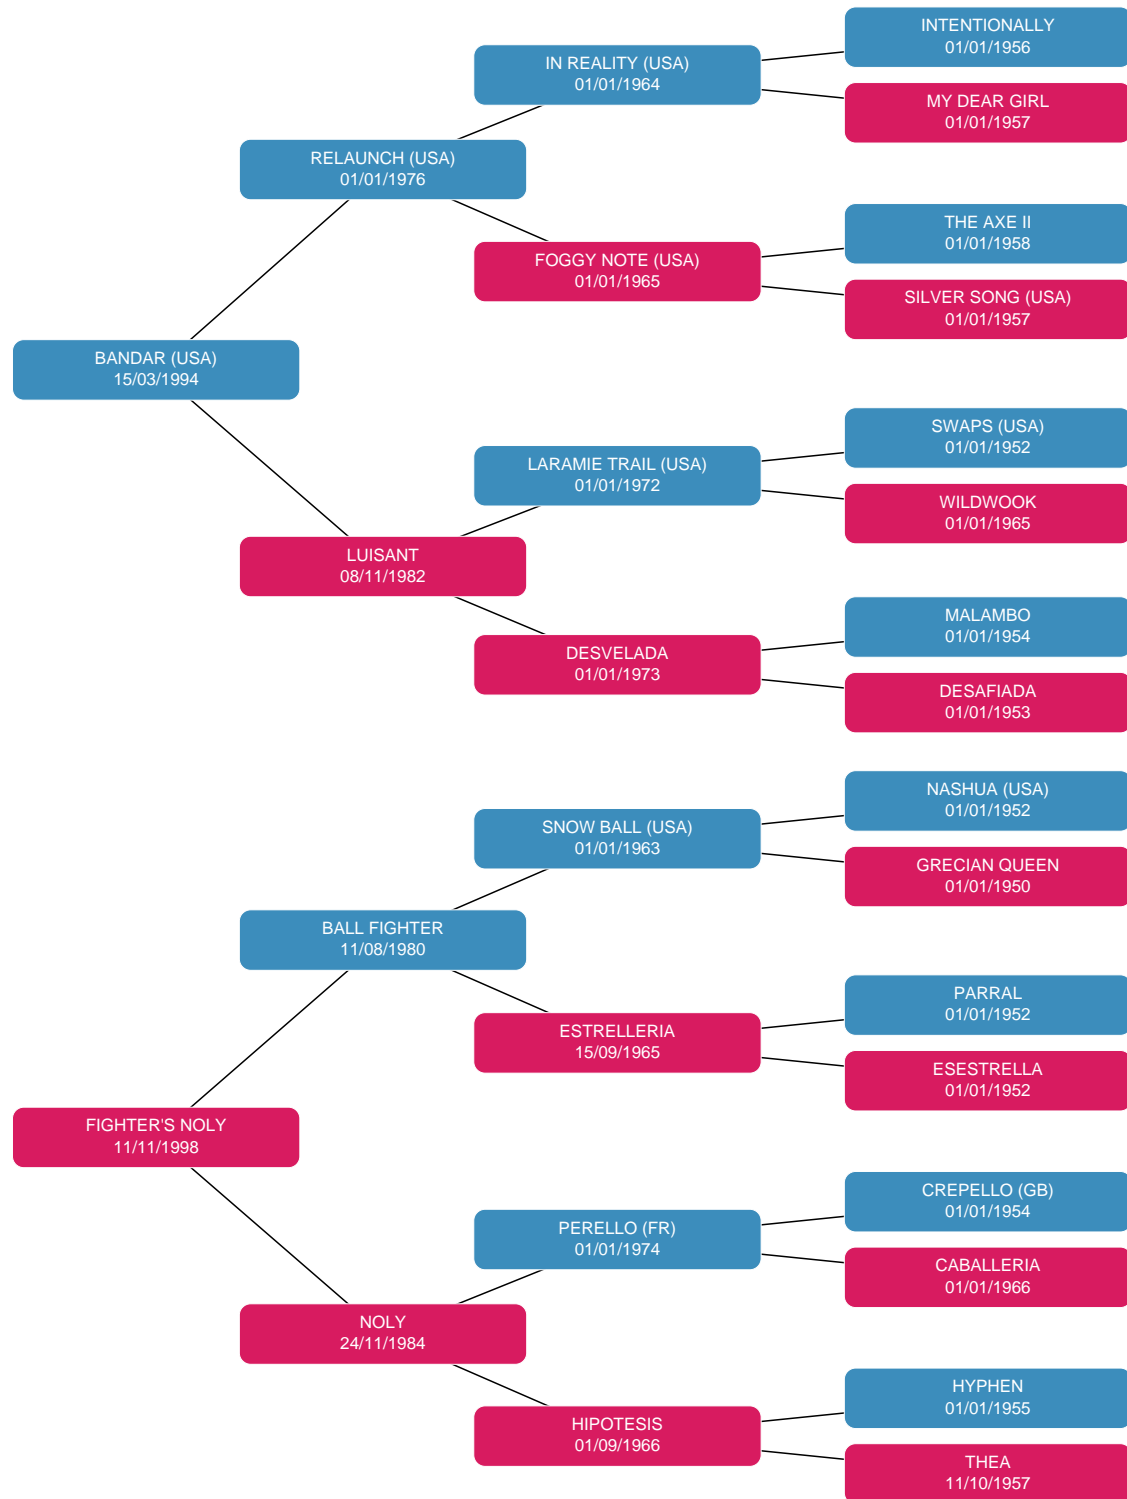 INTENTIONALLY
01/01/1956
IN REALITY (USA)
01/01/1964
MY DEAR GIRL
01/01/1957
RELAUNCH (USA)
01/01/1976
THE AXE II
01/01/1958
FOGGY NOTE (USA)
01/01/1965
SILVER SONG (USA)
01/01/1957
BANDAR (USA)
15/03/1994
SWAPS (USA)
01/01/1952
LARAMIE TRAIL (USA)
01/01/1972
WILDWOOK
01/01/1965
LUISANT
08/11/1982
MALAMBO
01/01/1954
DESVELADA
01/01/1973
DESAFIADA
01/01/1953
NASHUA (USA)
01/01/1952
SNOW BALL (USA)
01/01/1963
GRECIAN QUEEN
01/01/1950
BALL FIGHTER
11/08/1980
PARRAL
01/01/1952
ESTRELLERIA
15/09/1965
ESESTRELLA
01/01/1952
FIGHTER'S NOLY
11/11/1998
CREPELLO (GB)
01/01/1954
PERELLO (FR)
01/01/1974
CABALLERIA
01/01/1966
NOLY
24/11/1984
HYPHEN
01/01/1955
HIPOTESIS
01/09/1966
THEA
11/10/1957